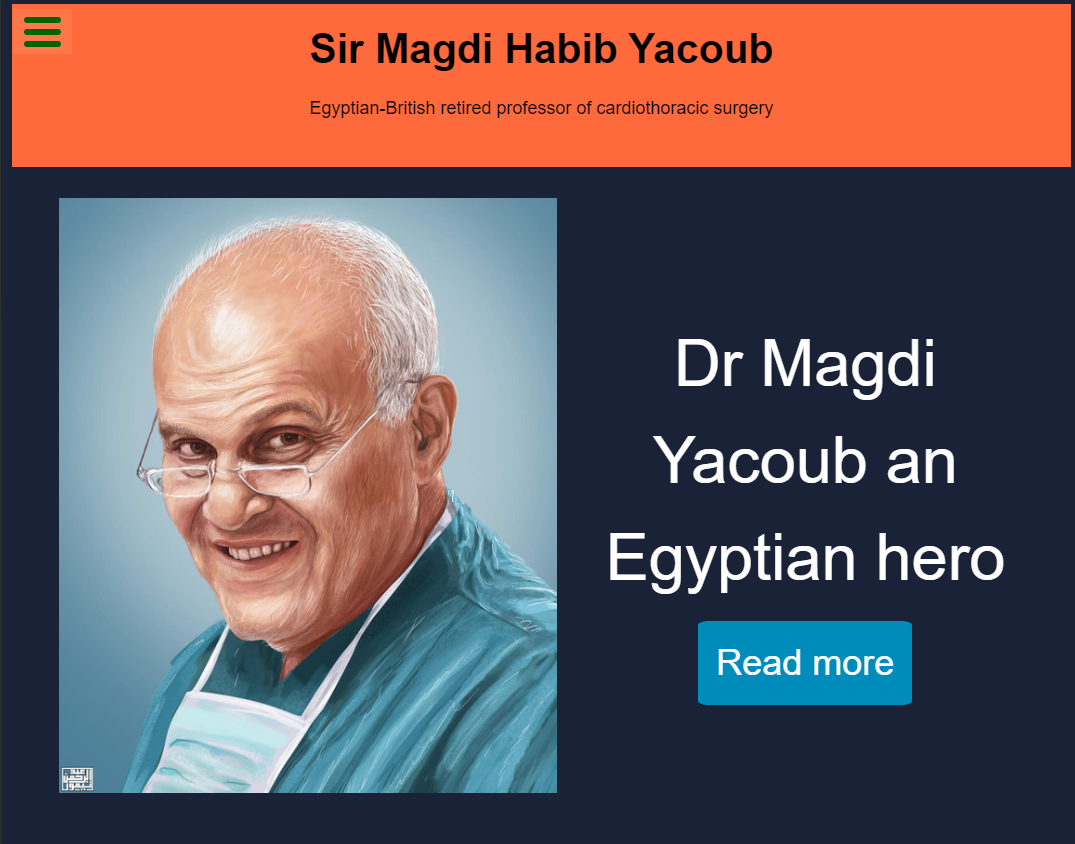 Sir Magdi Habib Yacoub
Egyptian-British retired professor of cardiothoracic surgery
Dr Magdi
Yacoub an
Egyptian hero
Read more